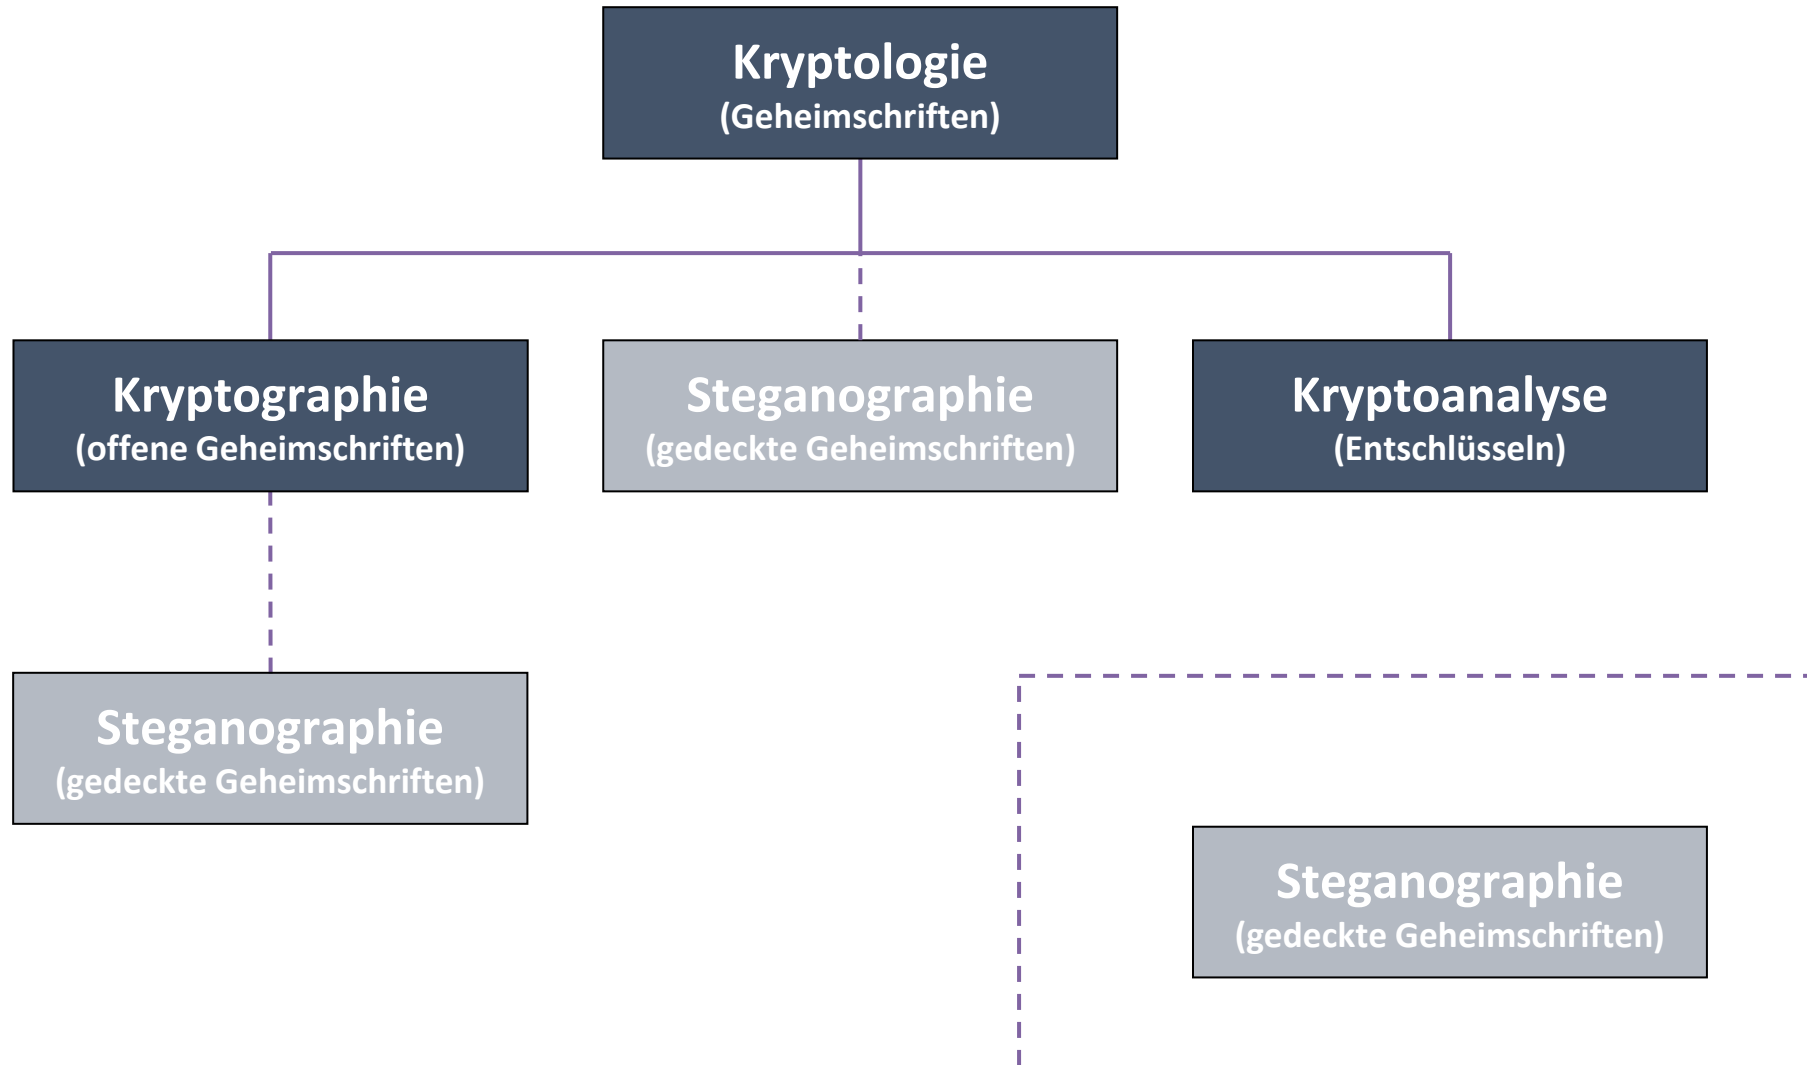 Kryptologie
(Geheimschriften)
Kryptographie
(offene Geheimschriften)
Steganographie
(gedeckte Geheimschriften)
Kryptoanalyse
(Entschlüsseln)
Steganographie
(gedeckte Geheimschriften)
Steganographie
(gedeckte Geheimschriften)